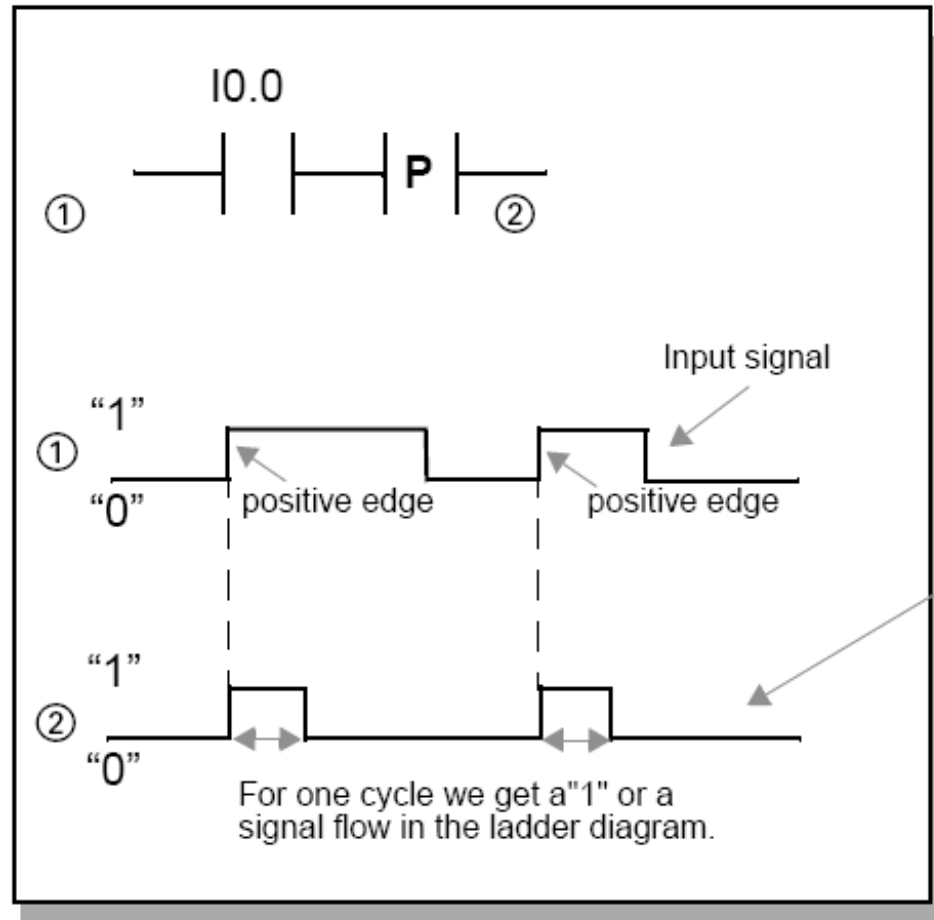 I0.0
P
① ②
Input signal
“1”
①
“0”
positive edge positive edge
“1”
②
“0”
For one cycle we get a"1" or a
signal flow in the ladder diagram.